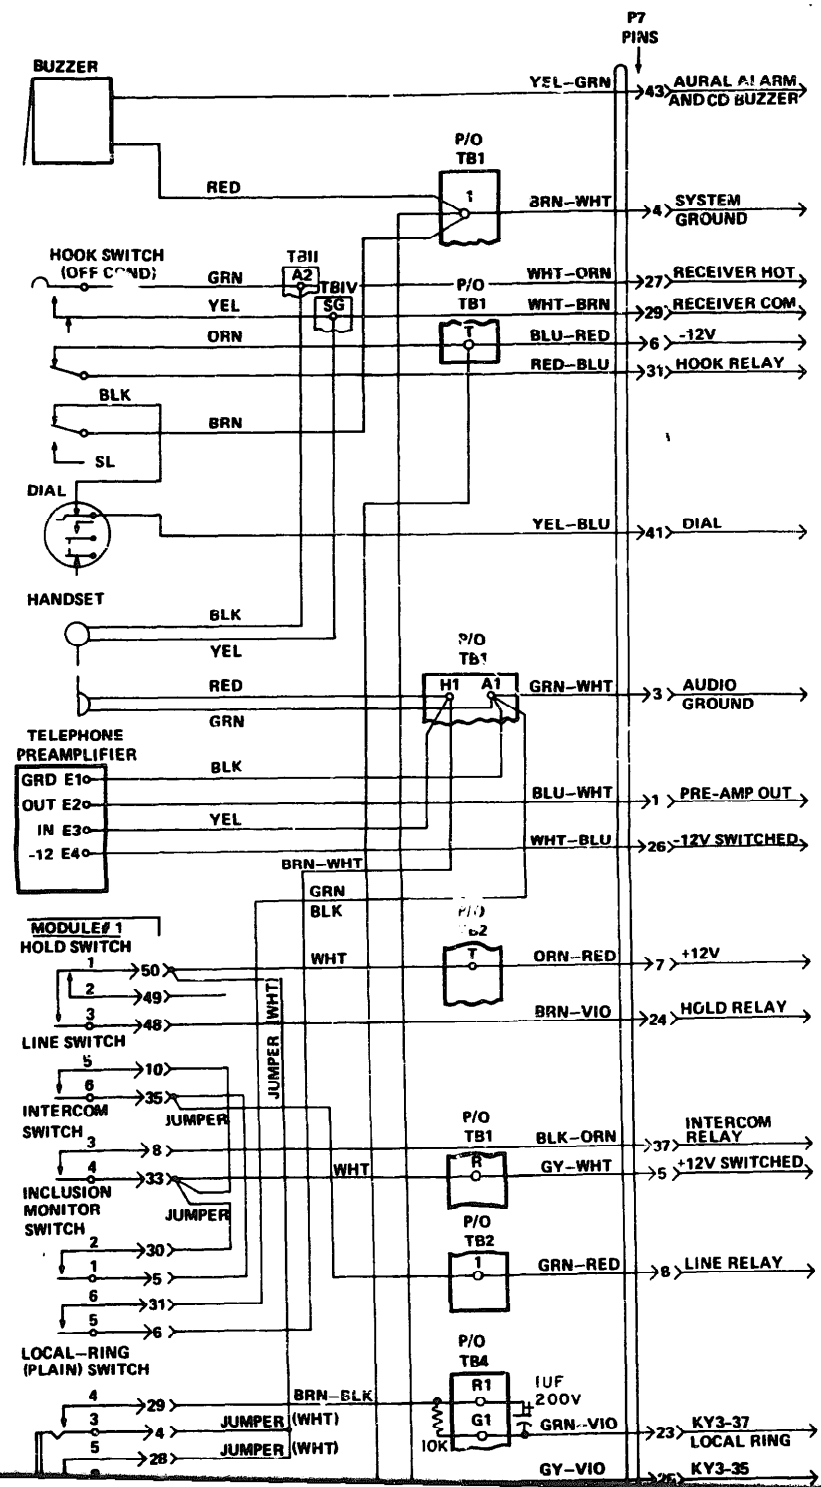 P7
PINS
BUZZER
YEL-GRN 43 AURAL ALARM
AND CD BUZZER
P/O
TB1
RED
1
BRN-WHT 4 SYSTEM
GROUND
HOOK SWITCH
(OFF COND)
TBII
GRN A2
WHT-ORN 27 RECEIVER HOT
TBIV
P/O
YEL SG
TB1
WHT-BRN 29 RECEIVER COM
ORN T
BLU-RED 6 -12V
RED-BLU 31 HOOK RELAY
BLK
BRN
SL
DIAL
YEL-BLU 41 DIAL
HANDSET
BLK
YEL
P/O
TB1
RED
H1 A1
GRN-WHT 3 AUDIO
GROUND
GRN
TELEPHONE
PREAMPLIFIER
BLK
GRD E1
OUT E2
BLU-WHT 1 PRE-AMP OUT
YEL
IN E3
-12 E4
WHT-BLU 26 -12V SWITCHED
BRN-WHT
GRN
BLK
P/O
MODULE# 1
HOLD SWITCH
WHT
T
ORN-RED 7 +12V
1 50
2 49
3 48
BRN-VIO 24 HOLD RELAY
JUMPER (WHT)
LINE SWITCH
5 10
6 35
JUMPER
INTERCOM
SWITCH
P/O
TB1
3 8
BLK-ORN 37 INTERCOM
RELAY
4 33
WHT
R
GY-WHT 5 +12V SWITCHED
INCLUSION
MONITOR
SWITCH
JUMPER
P/O
TB2
2 30
1 5
1
GRN-RED 8 LINE RELAY
6 31
5 6
LOCAL-RING
(PLAIN) SWITCH
P/O
TB4
4 29
BRN-BLK
R1
1UF
200V
3 4
JUMPER (WHT)
G1
GRN-VIO 23 KY3-37
LOCAL RING
10K
5 28
JUMPER (WHT)
GY-VIO KY3-35